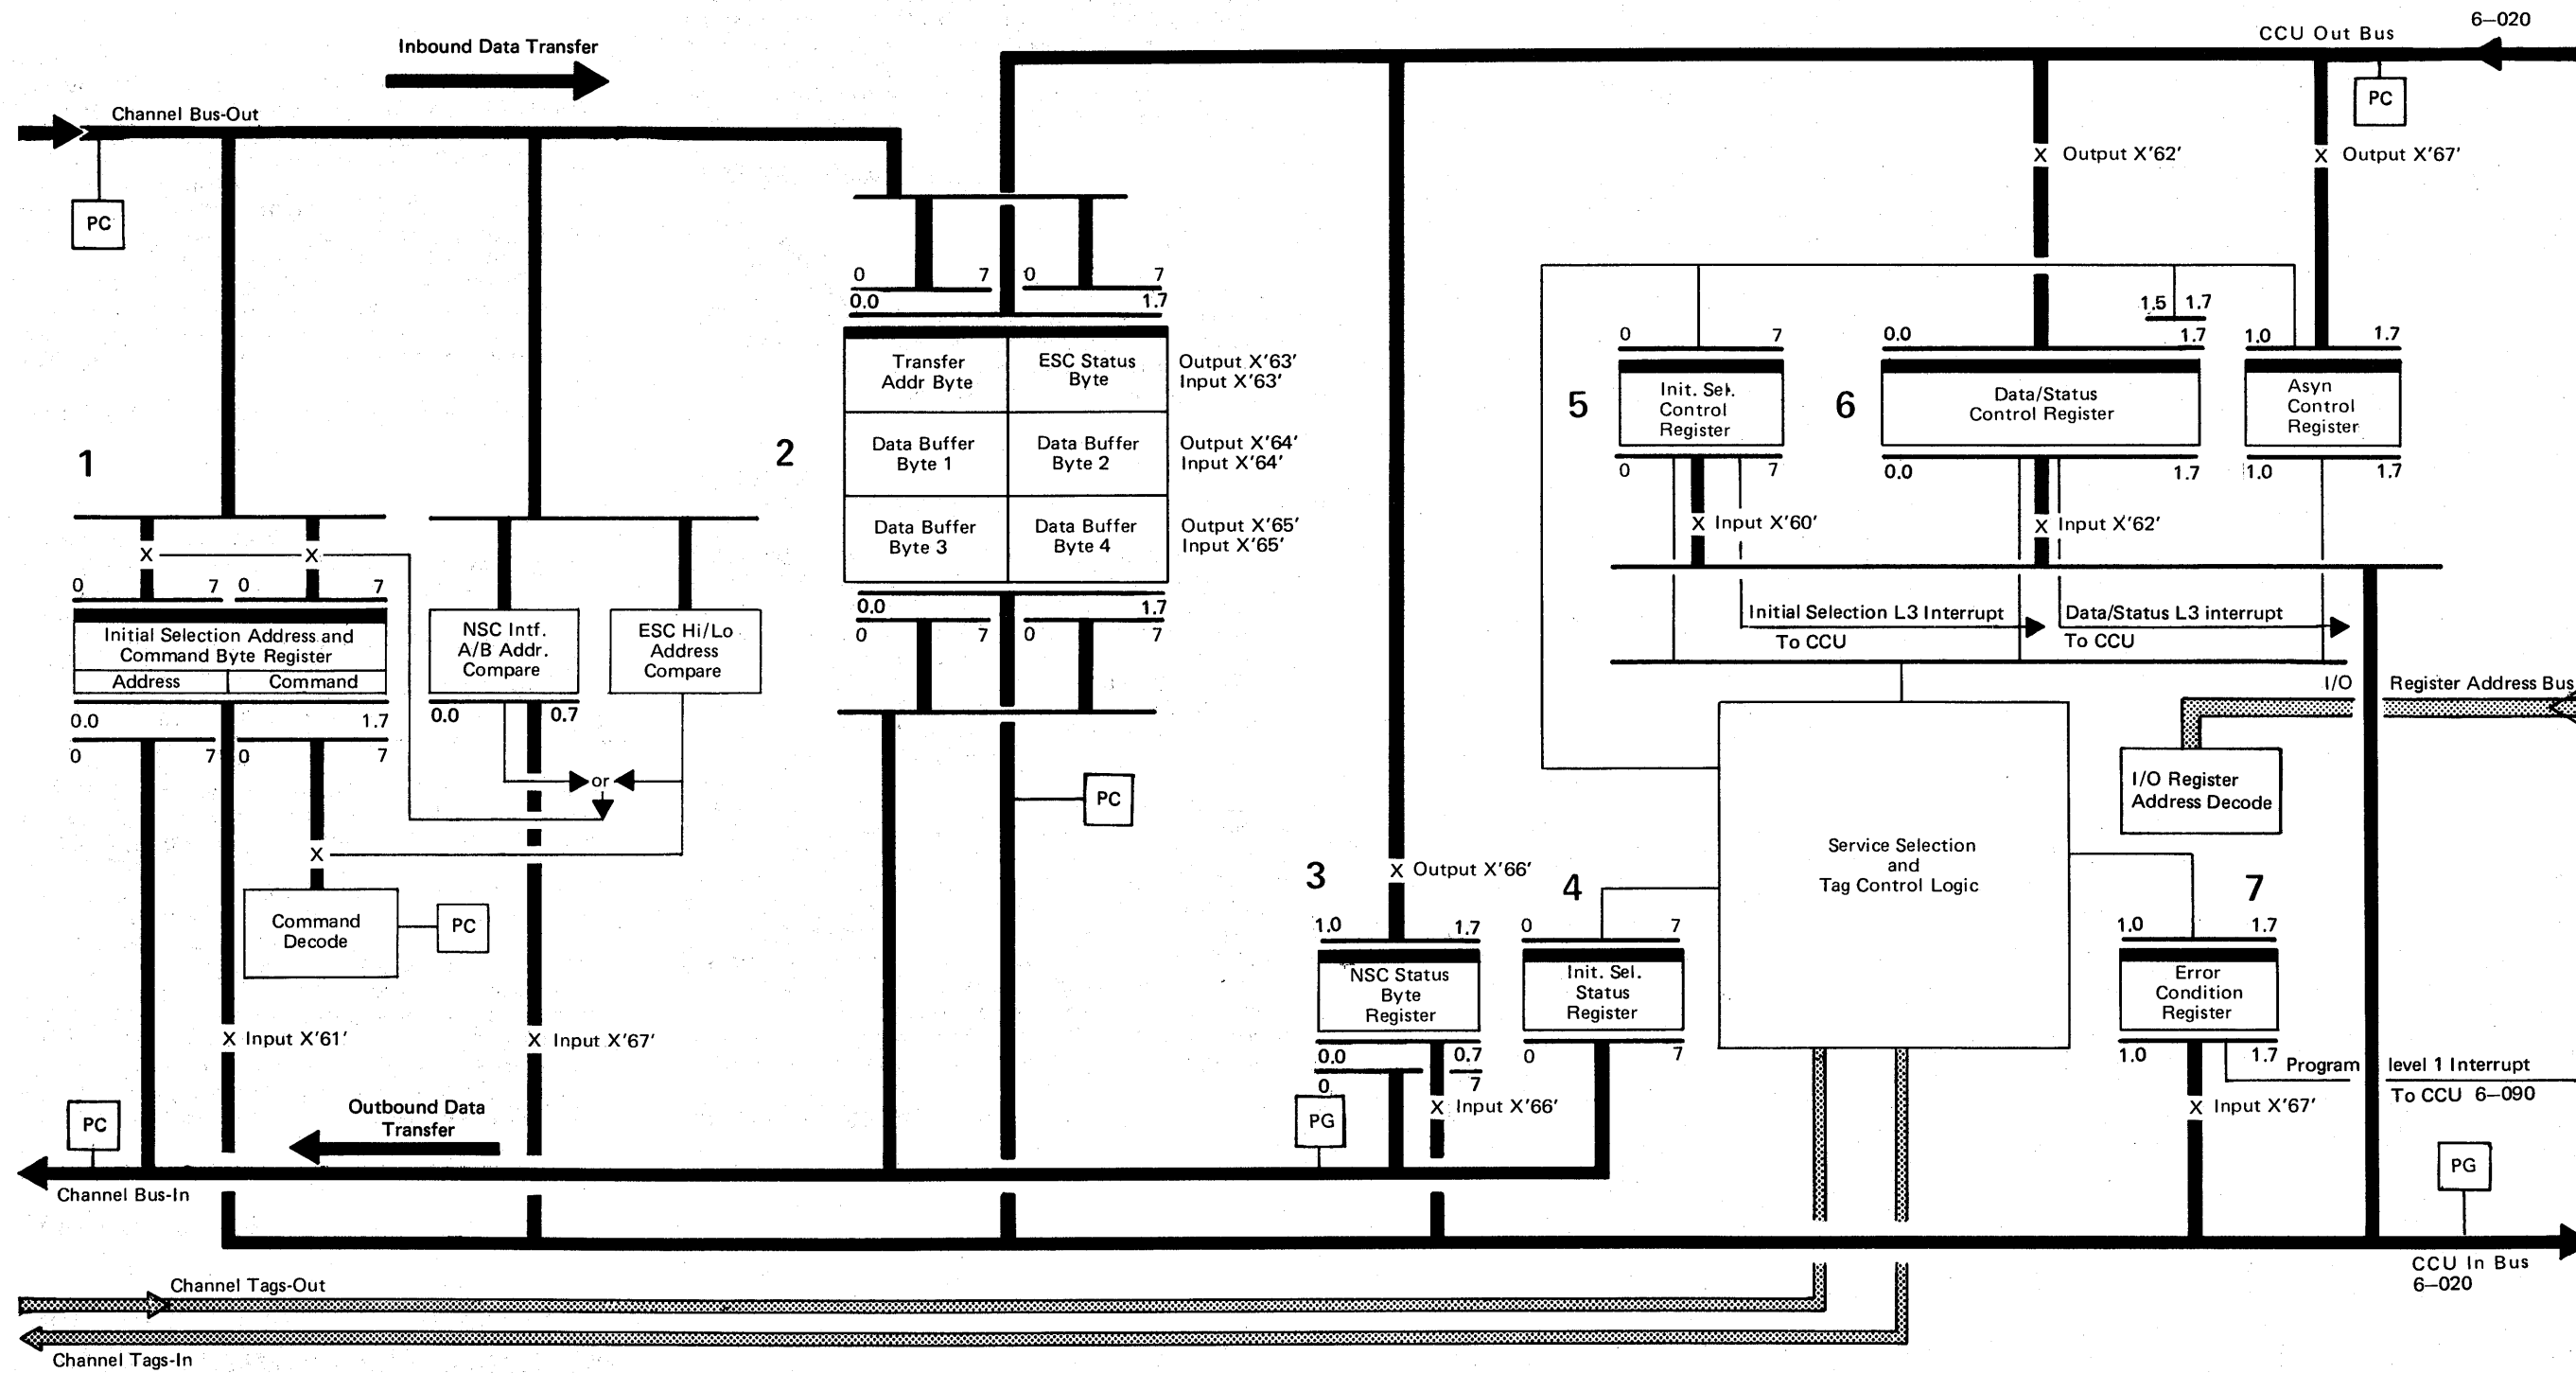 6–020
CCU Out Bus
PC
Inbound Data Transfer
Channel Bus-Out
PC
X Output X'62'
X Output X'67'
0 7 0 7
0.0 1.7
Transfer
Addr Byte
ESC Status
Byte
Output X'63'
Input X'63'
Data Buffer
Byte 1
Data Buffer
Byte 2
Output X'64'
Input X'64'
Data Buffer
Byte 3
Data Buffer
Byte 4
Output X'65'
Input X'65'
0.0 1.7
0 7 0 7
2
1
X X
0 7 0 7
Initial Selection Address and
Command Byte Register
Address Command
0.0 1.7
0 7 0 7
NSC Intf.
A/B Addr.
Compare
0.0 0.7
ESC Hi/Lo
Address
Compare
or
X
Command
Decode
PC
PC
X Input X'61'
X Input X'67'
5
0 7
Init. Sel.
Control
Register
0 7
6
1.5 1.7
0.0 1.7
Data/Status
Control Register
0.0 1.7
1.0 1.7
Asyn
Control
Register
1.0 1.7
X Input X'60'
X Input X'62'
Initial Selection L3 Interrupt
To CCU
Data/Status L3 interrupt
To CCU
I/O Register Address Bus
I/O Register
Address Decode
Service Selection
and
Tag Control Logic
3
X Output X'66'
1.0 1.7
NSC Status
Byte
Register
0.0 0.7
0 7
PG
X Input X'66'
4
0 7
Init. Sel.
Status
Register
0 7
7
1.0 1.7
Error
Condition
Register
1.0 1.7
Program level 1 Interrupt
To CCU 6–090
X Input X'67'
PG
PC
Outbound Data
Transfer
Channel Bus-In
CCU In Bus
6–020
Channel Tags-Out
Channel Tags-In